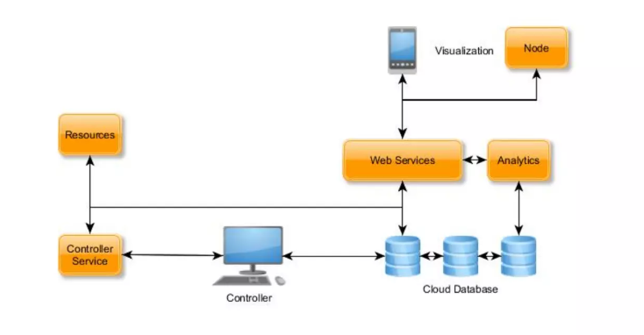 Visualization
Node
Resources
Web Services
Analytics
Controller
Service
Controller
Cloud Database